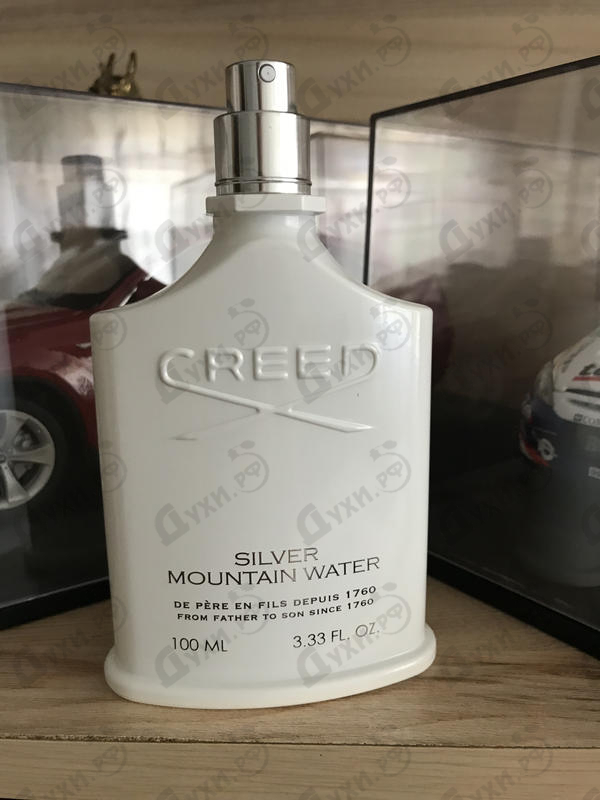 CREED
SILVER
MOUNTAIN WATER
DE PÈRE EN FILS DEPUIS 1760
FROM FATHER TO SON SINCE 1760
100 ML 3.33 FL. OZ.
Духи.РФ